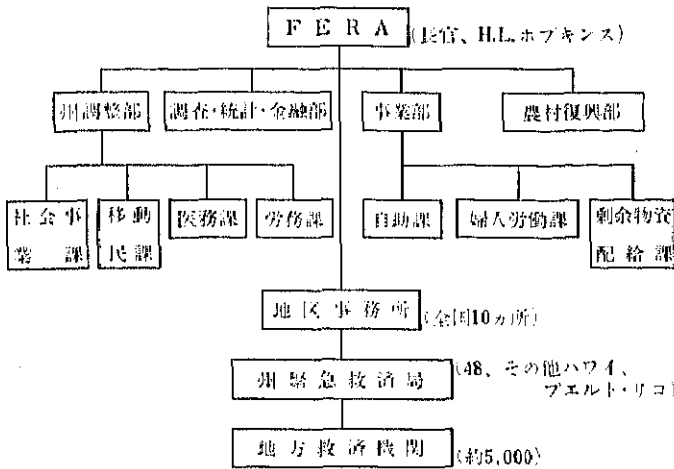 FERA (長官、H.L.ホプキンス)
州調整部 調査・統計・金融部 事業部 農村復興部
社会事業課 移動民課 医務課 労務課 自助課 婦人労働課 剰余物資配給課
地区事務所 (全国10ヵ所)
州緊急救済局 (48、その他ハワイ、
プエルト・リコ)
地方救済機関 (約5,000)